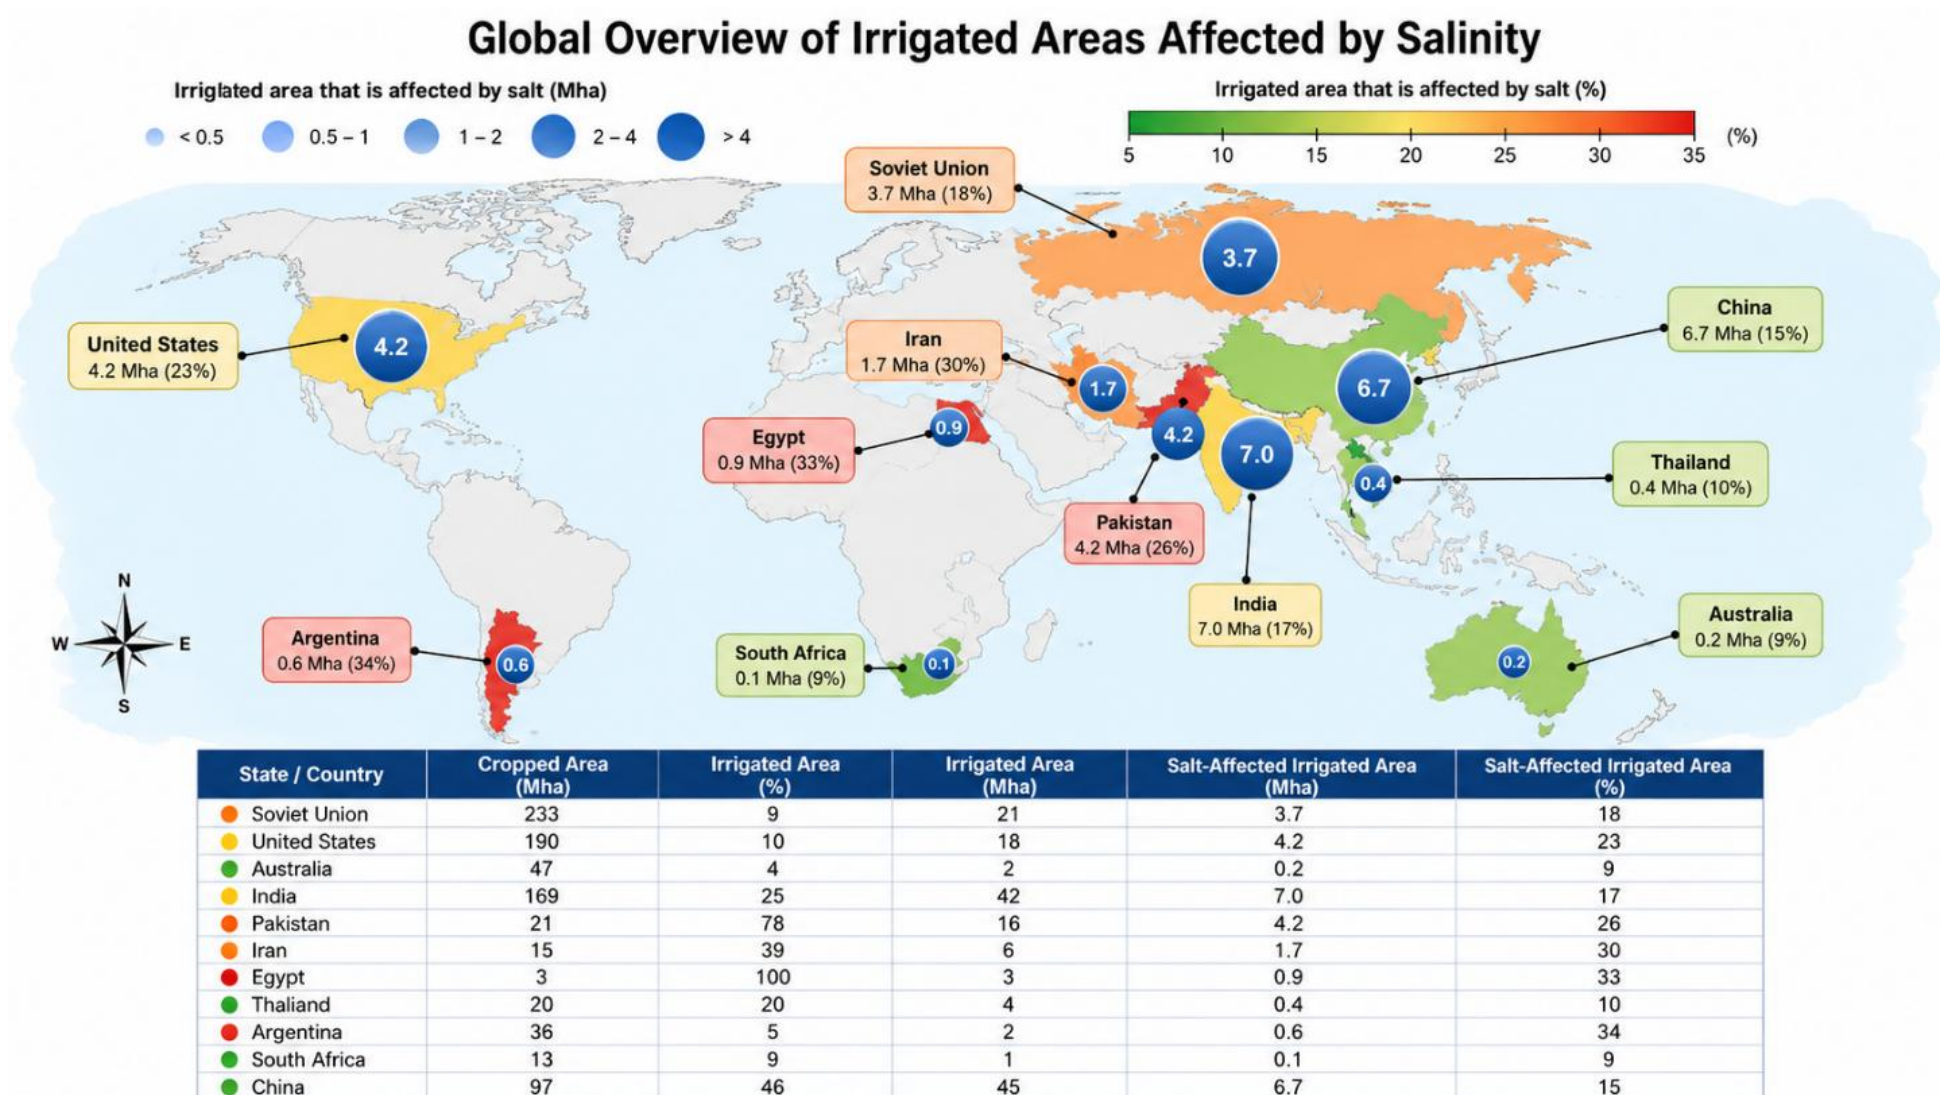 Global Overview of Irrigated Areas Affected by Salinity
Irriglated area that is affected by salt (Mha)
< 0.5
0.5 – 1
1 – 2
2 – 4
> 4
Irrigated area that is affected by salt (%)
5 10 15 20 25 30 35
(%)
Soviet Union
3.7 Mha (18%)
3.7
China
6.7 Mha (15%)
6.7
United States
4.2 Mha (23%)
4.2
Iran
1.7 Mha (30%)
1.7
Egypt
0.9 Mha (33%)
0.9
4.2
7.0
Thailand
0.4 Mha (10%)
0.4
Pakistan
4.2 Mha (26%)
India
7.0 Mha (17%)
N
W E
S
Argentina
0.6 Mha (34%)
0.6
South Africa
0.1 Mha (9%)
0.1
Australia
0.2 Mha (9%)
0.2
State / Country Cropped Area (Mha) Irrigated Area (%) Irrigated Area (Mha) Salt-Affected Irrigated Area (Mha) Salt-Affected Irrigated Area (%)
Soviet Union 233 9 21 3.7 18
United States 190 10 18 4.2 23
Australia 47 4 2 0.2 9
India 169 25 42 7.0 17
Pakistan 21 78 16 4.2 26
Iran 15 39 6 1.7 30
Egypt 3 100 3 0.9 33
Thaliand 20 20 4 0.4 10
Argentina 36 5 2 0.6 34
South Africa 13 9 1 0.1 9
China 97 46 45 6.7 15